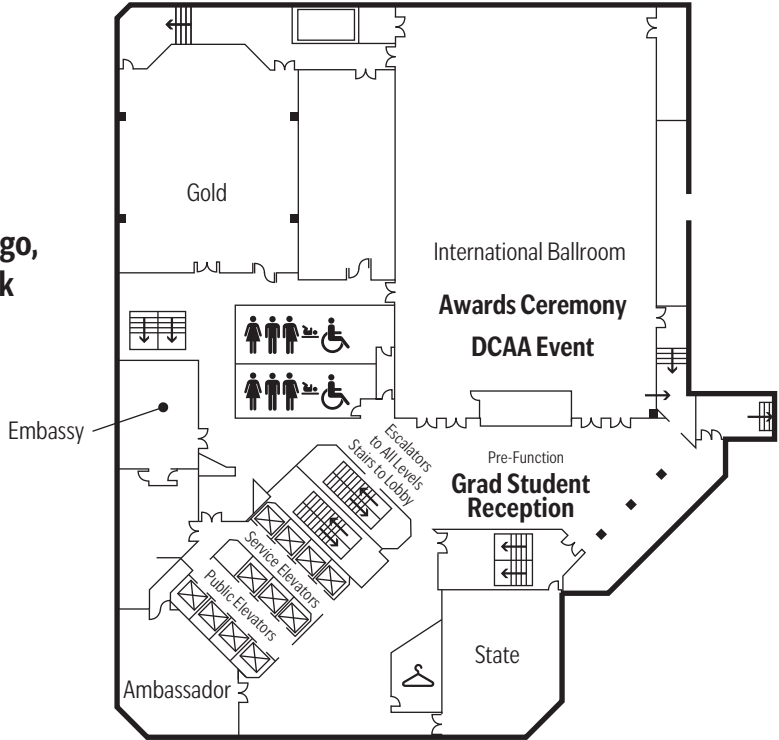 Gold
go,
k
International Ballroom
Awards Ceremony
DCAA Event
Embassy
Escalators
to All Levels
Stairs to Lobby
Pre-Function
Grad Student
Reception
Service Elevators
Public Elevators
State
Ambassador